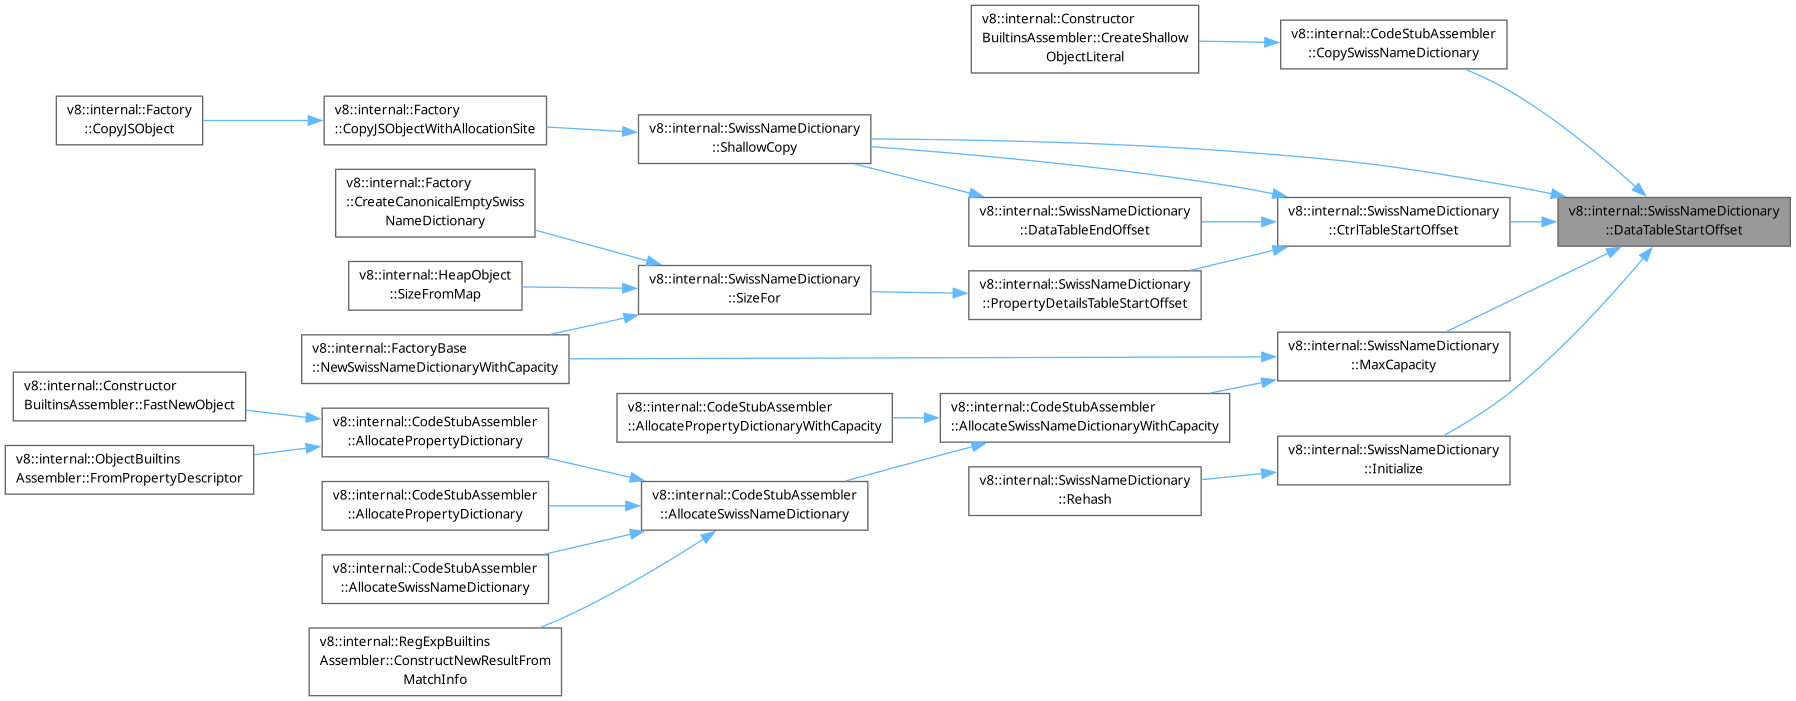 v8::internal::Constructor
BuiltinsAssembler::CreateShallow
ObjectLiteral
v8::internal::CodeStubAssembler
::CopySwissNameDictionary
v8::internal::Factory
::CopyJSObject
v8::internal::Factory
::CopyJSObjectWithAllocationSite
v8::internal::SwissNameDictionary
::ShallowCopy
v8::internal::Factory
::CreateCanonicalEmptySwiss
NameDictionary
v8::internal::SwissNameDictionary
::DataTableEndOffset
v8::internal::SwissNameDictionary
::CtrlTableStartOffset
v8::internal::SwissNameDictionary
::DataTableStartOffset
v8::internal::HeapObject
::SizeFromMap
v8::internal::SwissNameDictionary
::SizeFor
v8::internal::SwissNameDictionary
::PropertyDetailsTableStartOffset
v8::internal::FactoryBase
::NewSwissNameDictionaryWithCapacity
v8::internal::SwissNameDictionary
::MaxCapacity
v8::internal::Constructor
BuiltinsAssembler::FastNewObject
v8::internal::CodeStubAssembler
::AllocatePropertyDictionary
v8::internal::CodeStubAssembler
::AllocatePropertyDictionaryWithCapacity
v8::internal::CodeStubAssembler
::AllocateSwissNameDictionaryWithCapacity
v8::internal::ObjectBuiltins
Assembler::FromPropertyDescriptor
v8::internal::SwissNameDictionary
::Initialize
v8::internal::SwissNameDictionary
::Rehash
v8::internal::CodeStubAssembler
::AllocatePropertyDictionary
v8::internal::CodeStubAssembler
::AllocateSwissNameDictionary
v8::internal::CodeStubAssembler
::AllocateSwissNameDictionary
v8::internal::RegExpBuiltins
Assembler::ConstructNewResultFrom
MatchInfo